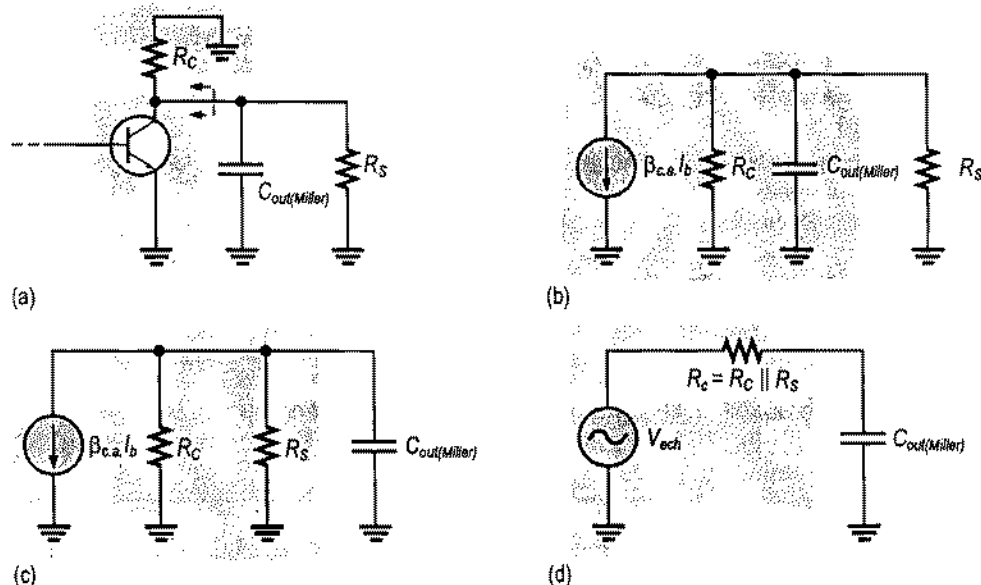 R_C
R_S
C_out(Miller)
(a)
β_c.a. I_b
R_C
C_out(Miller)
R_S
(b)
β_c.a. I_b
R_C
R_S
C_out(Miller)
(c)
R_c = R_C || R_S
V_ech
C_out(Miller)
(d)